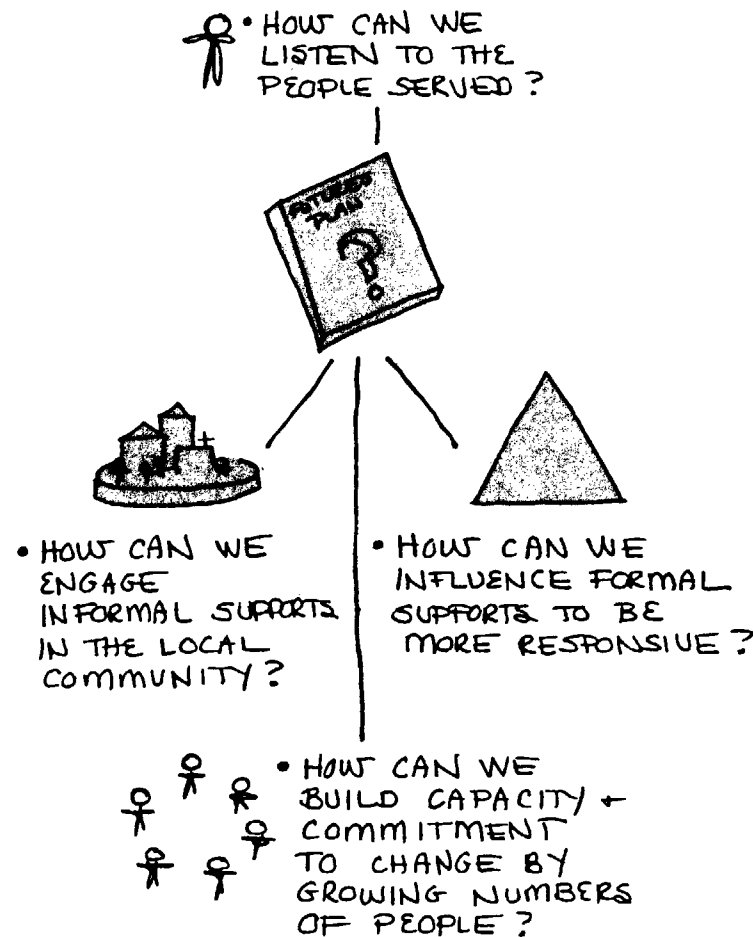 • HOW CAN WE
LISTEN TO THE
PEOPLE SERVED?
FUTURES
PLAN
?
• HOW CAN WE
ENGAGE
INFORMAL SUPPORTS
IN THE LOCAL
COMMUNITY?
• HOW CAN WE
INFLUENCE FORMAL
SUPPORTS TO BE
MORE RESPONSIVE?
• HOW CAN WE
BUILD CAPACITY +
COMMITMENT
TO CHANGE BY
GROWING NUMBERS
OF PEOPLE?